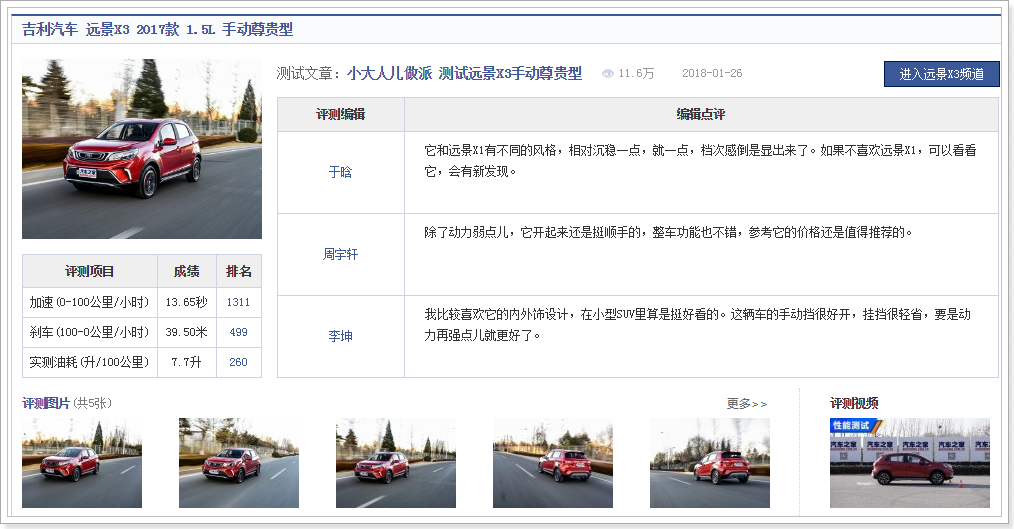 吉利汽车 远景X3 2017款 1.5L 手动尊贵型
测试文章：小大人儿做派 测试远景X3手动尊贵型 11.6万 2018-01-26 进入远景X3频道
评测编辑 编辑点评
于晗
它和远景X1有不同的风格，相对沉稳一点，就一点，档次感倒是显出来了。如果不喜欢远景X1，可以看看
它，会有新发现。
周宇轩
除了动力弱点儿，它开起来还是挺顺手的，整车功能也不错，参考它的价格还是值得推荐的。
李坤
我比较喜欢它的内外饰设计，在小型SUV里算是挺好看的。这辆车的手动挡很好开，挂挡很轻省，要是动
力再强点儿就更好了。
评测项目 成绩 排名
加速(0-100公里/小时) 13.65秒 1311
刹车(100-0公里/小时) 39.50米 499
实测油耗(升/100公里) 7.7升 260
评测图片(共5张) 更多>> 评测视频
性能测试
汽车之家 汽车之家 汽车之家
汽车之家